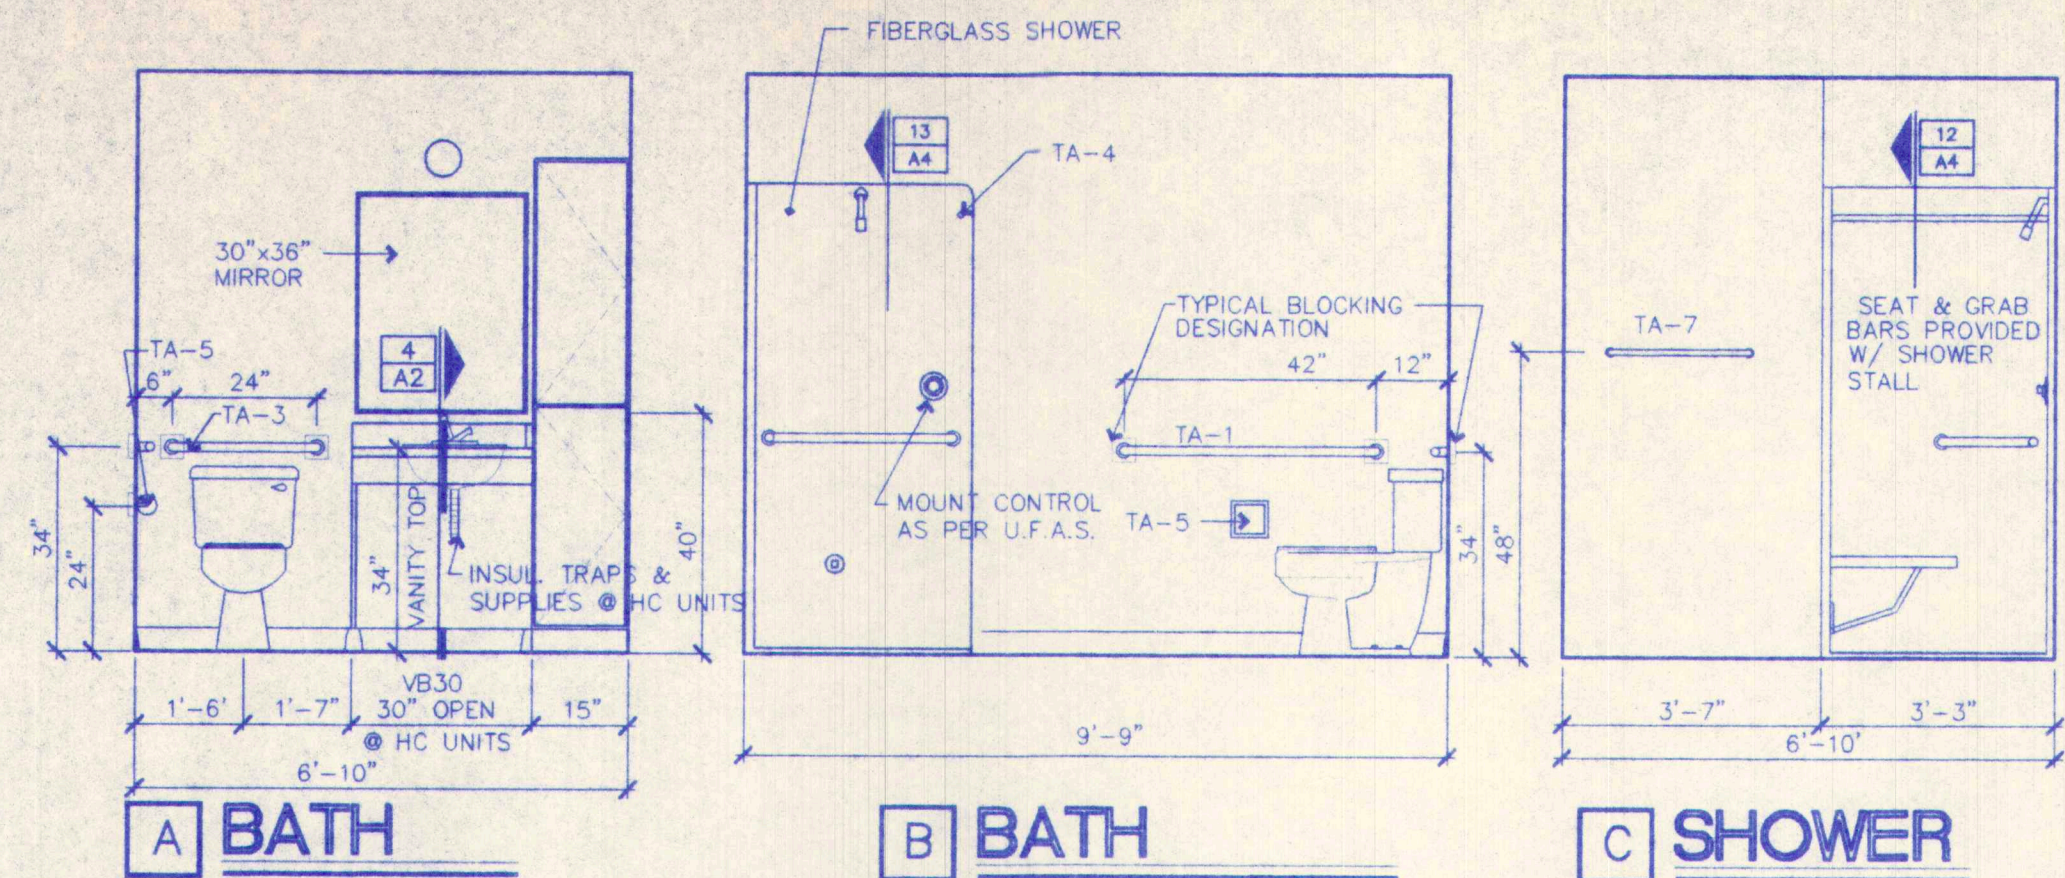 FIBERGLASS SHOWER
30"x36"
MIRROR
4
A2
TA-5
6"
24"
TA-3
34"
24"
34"
VANITY TOP
40"
INSUL. TRAPS &
SUPPLIES @ HC UNITS
VB30
1'-6'
1'-7"
30" OPEN
15"
@ HC UNITS
6'-10"
A
BATH
13
A4
TA-4
TYPICAL BLOCKING
DESIGNATION
42"
12"
TA-1
MOUNT CONTROL
AS PER U.F.A.S.
TA-5
34"
48"
9'-9"
B
BATH
12
A4
TA-7
SEAT & GRAB
BARS PROVIDED
W/ SHOWER
STALL
3'-7"
3'-3"
6'-10'
C
SHOWER